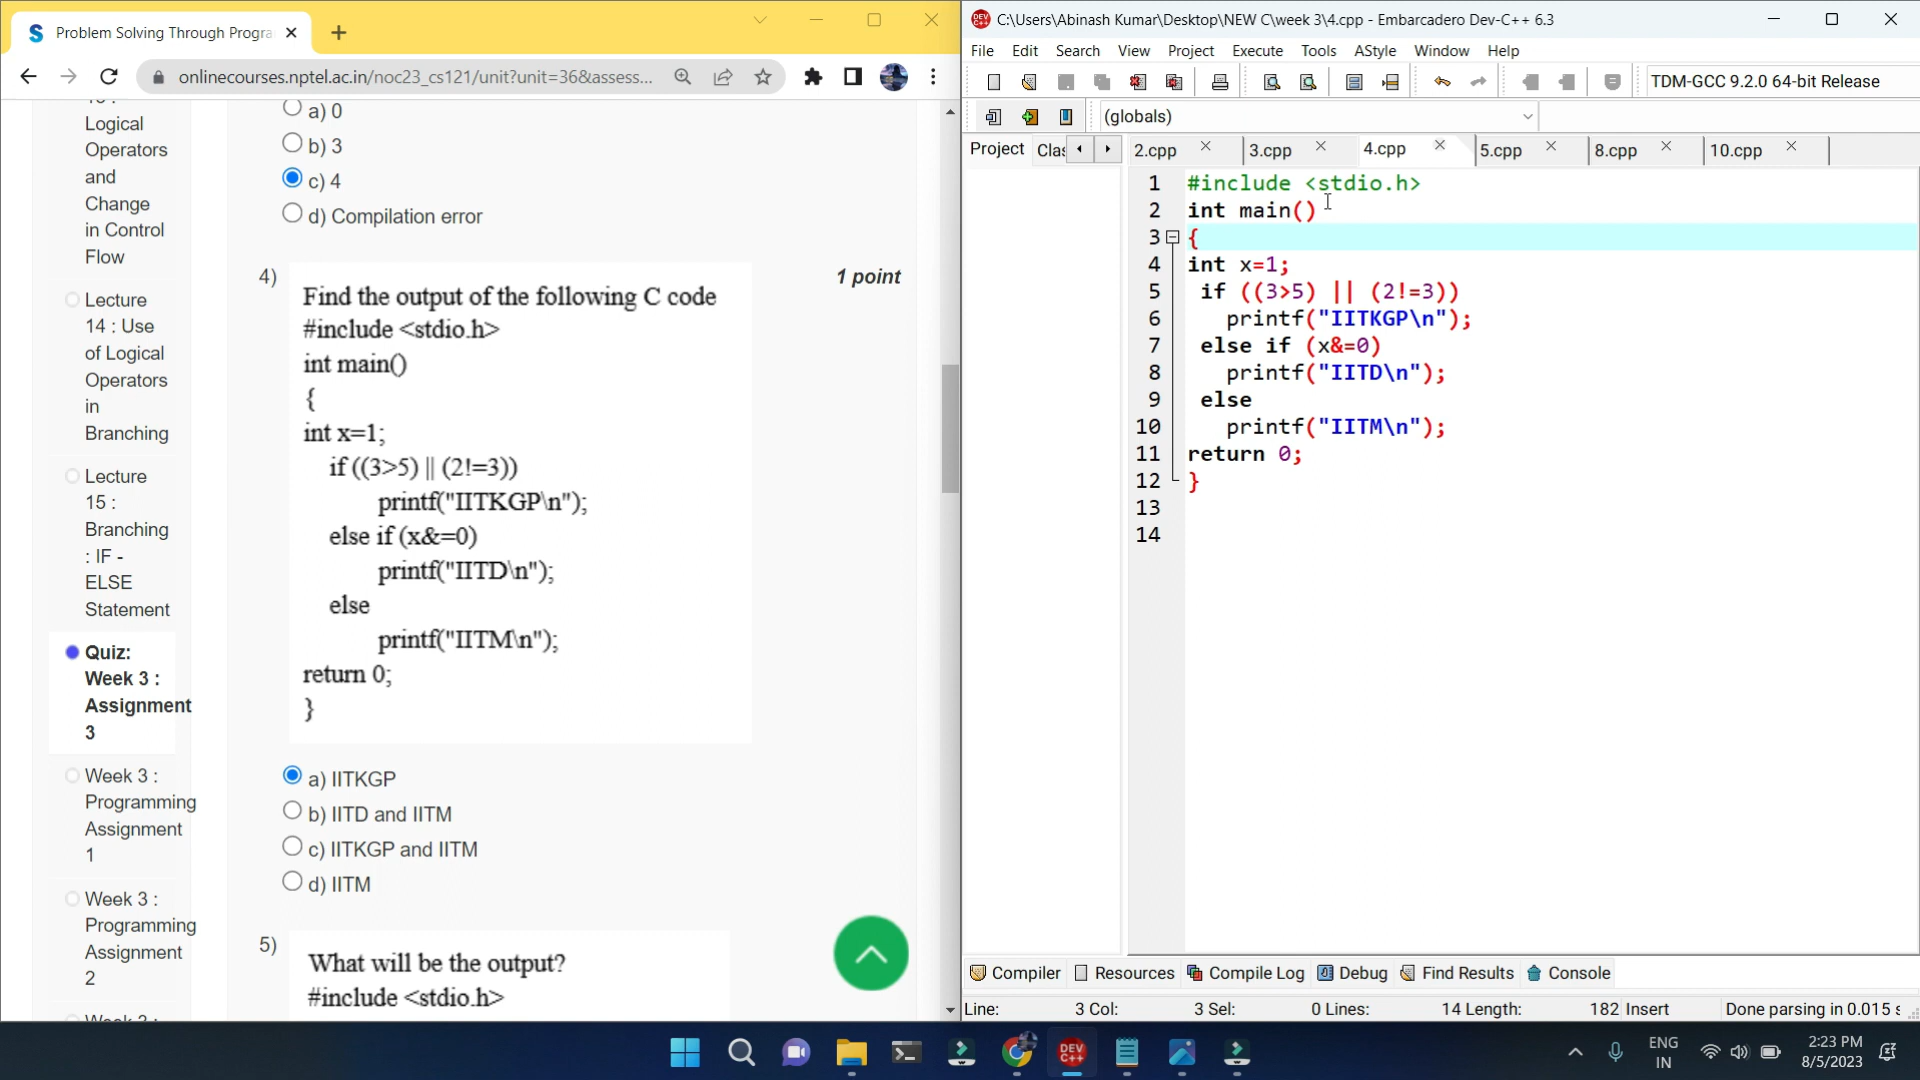 Problem Solving Through Progra
onlinecourses.nptel.ac.in/noc23_cs121/unit?unit=36&assess...
Logical
Operators
and
Change
in Control
Flow
Lecture
14 : Use
of Logical
Operators
in
Branching
Lecture
15 :
Branching
: IF -
ELSE
Statement
Quiz:
Week 3 :
Assignment
3
Week 3 :
Programming
Assignment
1
Week 3 :
Programming
Assignment
2
a) 0
b) 3
c) 4
d) Compilation error
4)
1 point
Find the output of the following C code
#include <stdio.h>
int main()
{
int x=1;
if ((3>5) || (2!=3))
printf("IITKGP\n");
else if (x&=0)
printf("IITD\n");
else
printf("IITM\n");
return 0;
}
a) IITKGP
b) IITD and IITM
c) IITKGP and IITM
d) IITM
5)
What will be the output?
#include <stdio.h>
C:\Users\Abinash Kumar\Desktop\NEW C\week 3\4.cpp - Embarcadero Dev-C++ 6.3
File Edit Search View Project Execute Tools AStyle Window Help
TDM-GCC 9.2.0 64-bit Release
(globals)
Project Clas 2.cpp 3.cpp 4.cpp 5.cpp 8.cpp 10.cpp
1 #include <stdio.h>
2 int main()
3 {
4 int x=1;
5 if ((3>5) || (2!=3))
6 printf("IITKGP\n");
7 else if (x&=0)
8 printf("IITD\n");
9 else
10 printf("IITM\n");
11 return 0;
12 }
13
14
Compiler Resources Compile Log Debug Find Results Console
Line: 3 Col: 3 Sel: 0 Lines: 14 Length: 182 Insert Done parsing in 0.015 s
DEV C++
ENG
IN
2:23 PM
8/5/2023